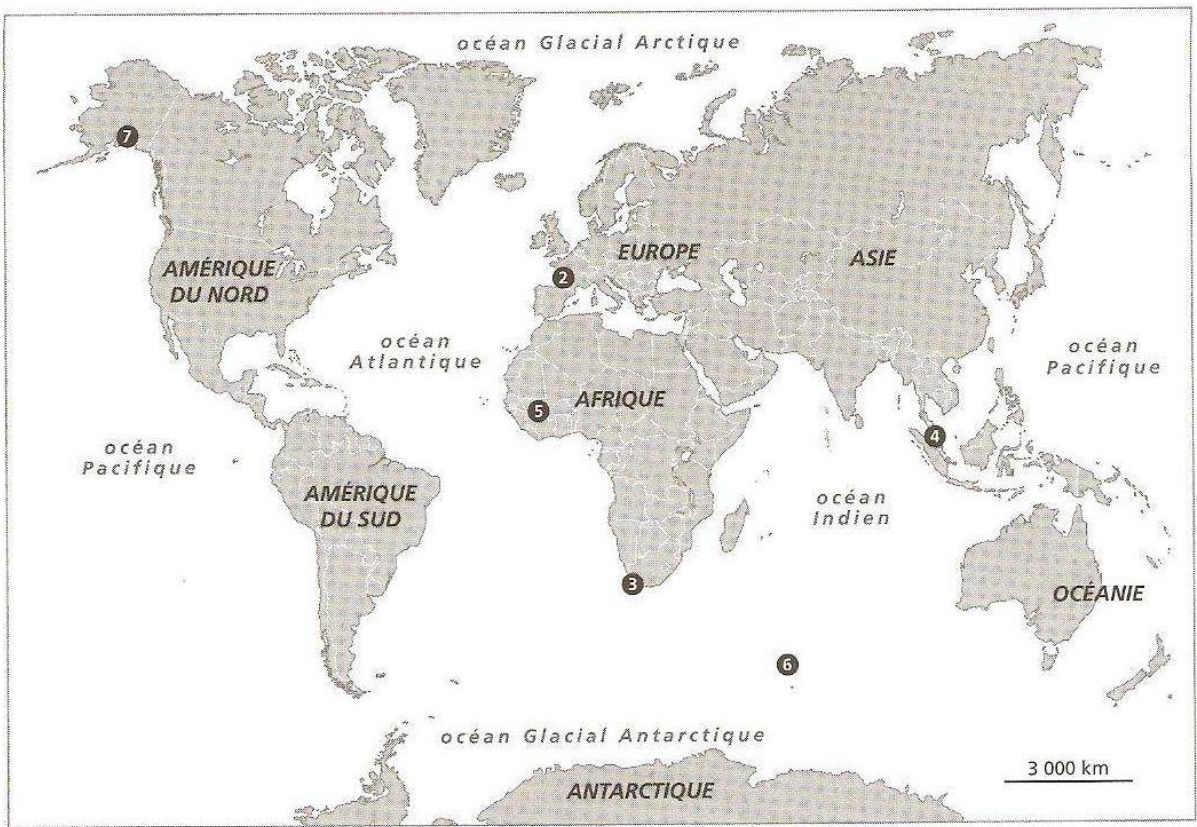 océan Glacial Arctique
7
AMÉRIQUE
DU NORD
EUROPE
ASIE
2
océan
Atlantique
océan
Pacifique
5
AFRIQUE
4
océan
Pacifique
AMÉRIQUE
DU SUD
océan
Indien
3
OCÉANIE
6
océan Glacial Antarctique
3 000 km
ANTARCTIQUE